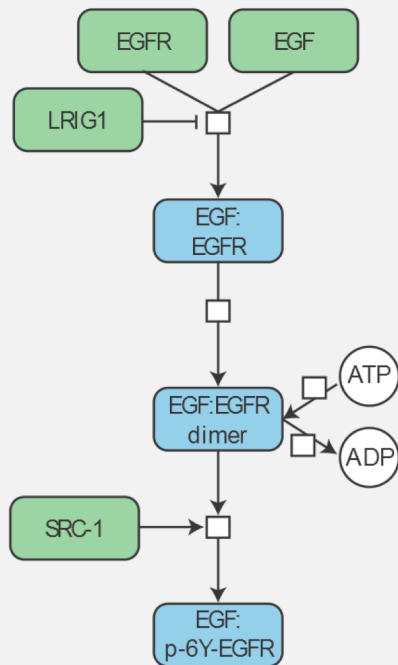 EGFR
EGF
LRIG1
EGF:
EGFR
EGF:EGFR
dimer
ATP
ADP
SRC-1
EGF:
p-6Y-EGFR